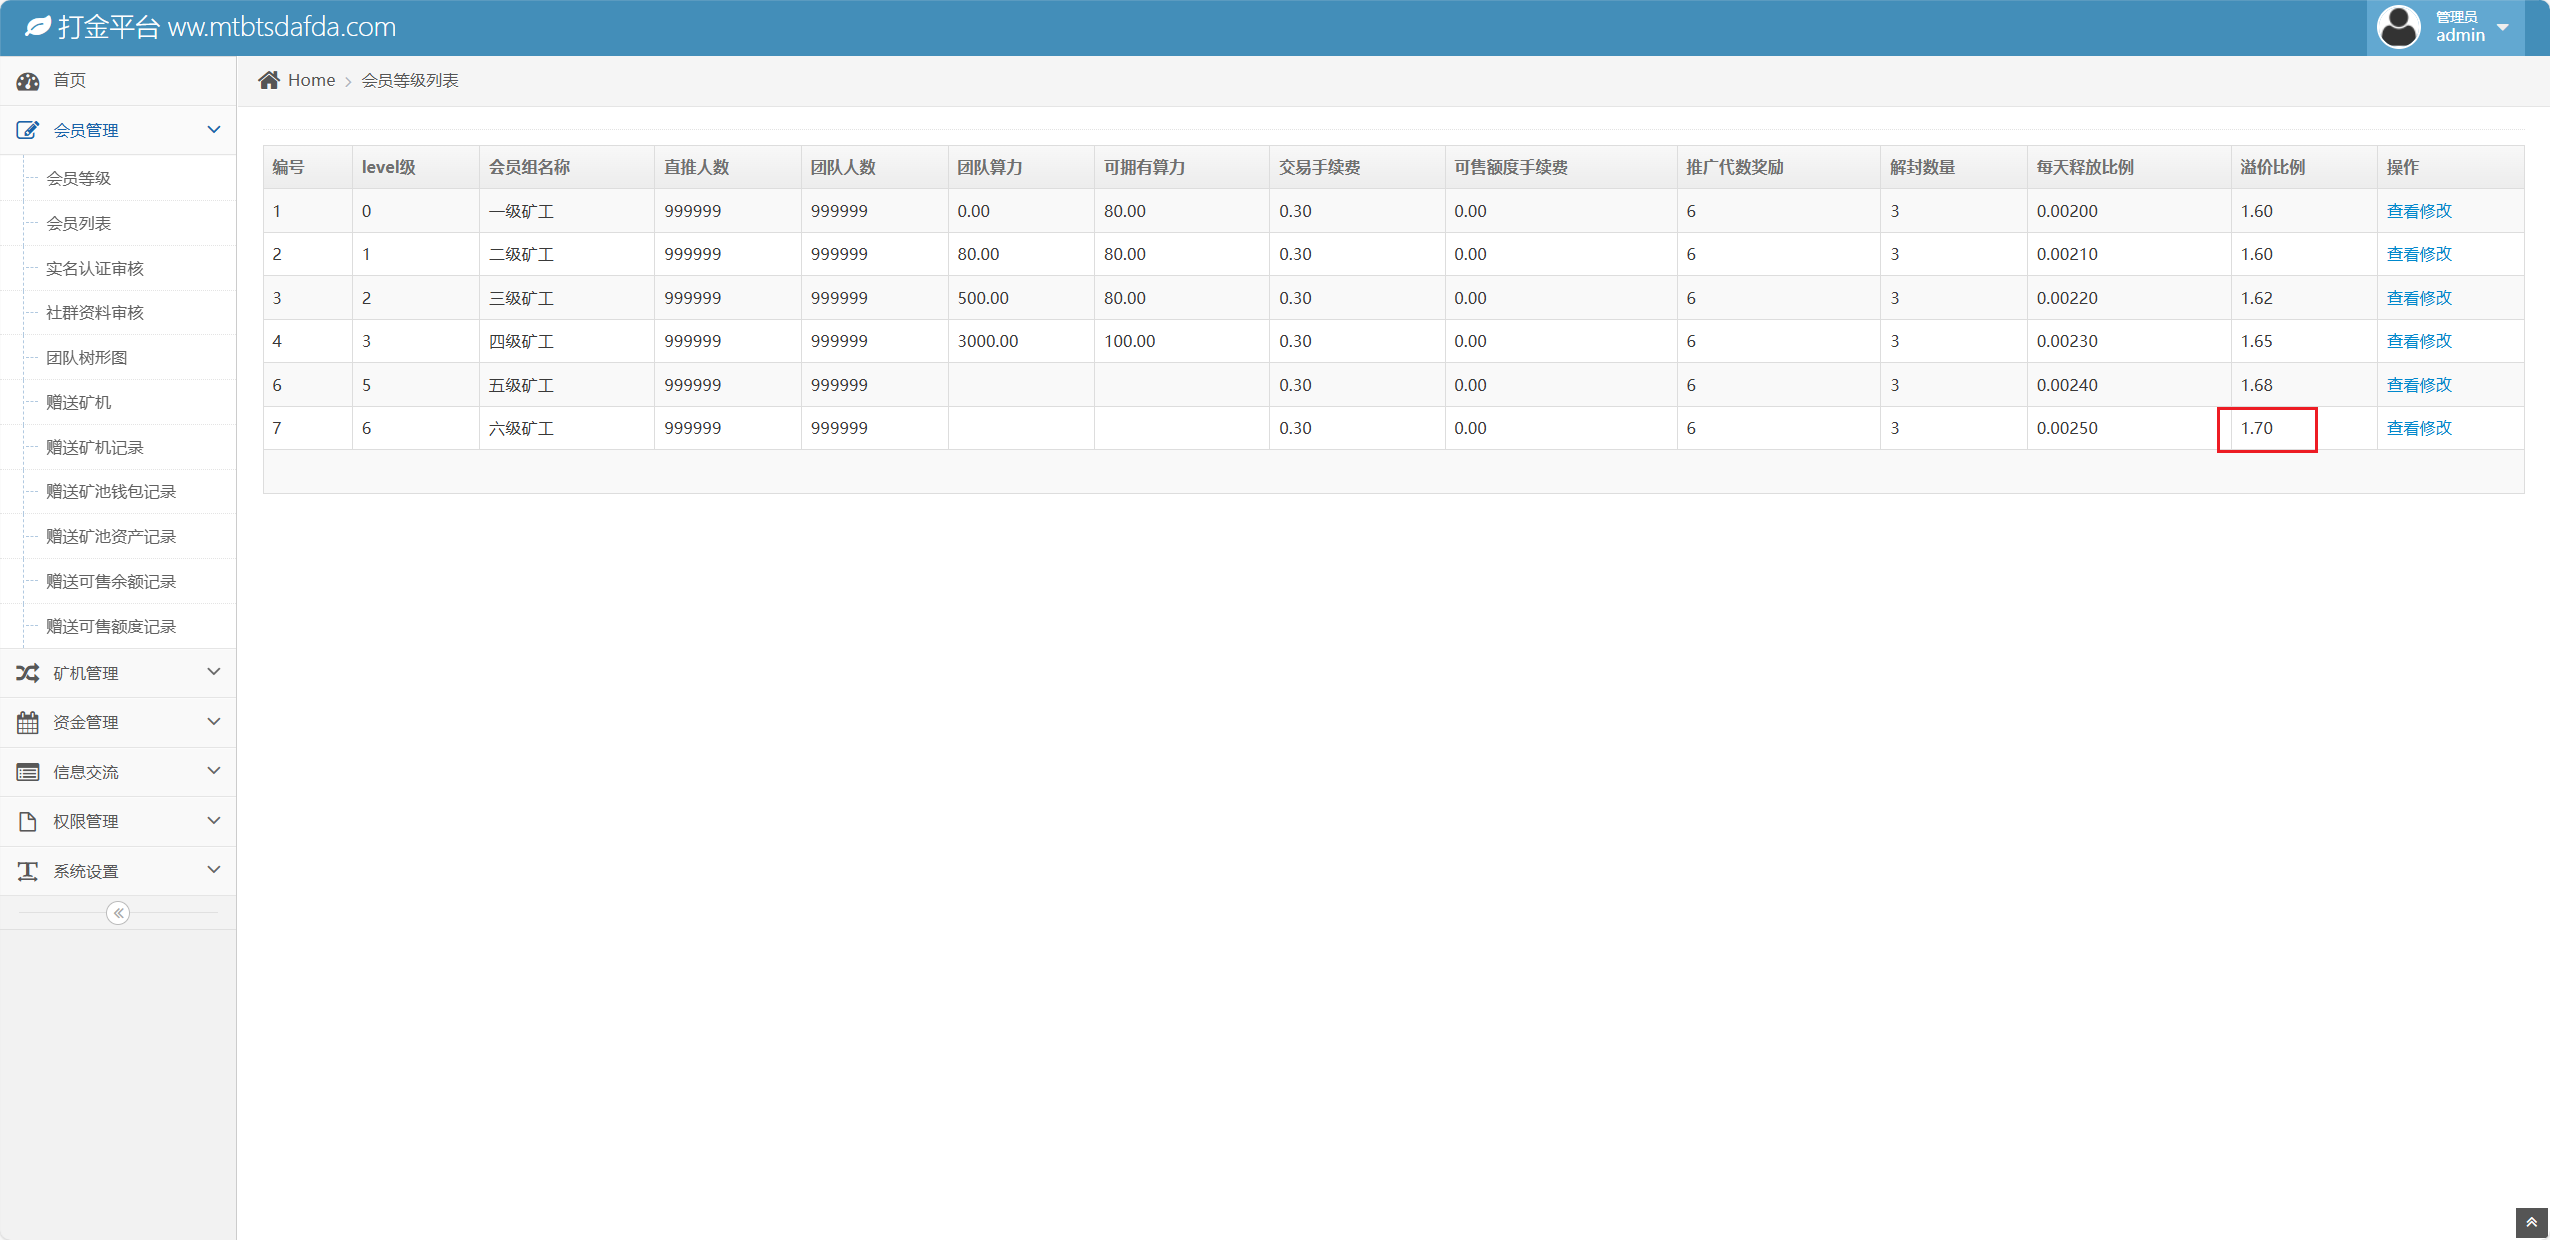 打金平台 ww.mtbtsdafda.com
管理员
admin
首页
会员管理
会员等级
会员列表
实名认证审核
社群资料审核
团队树形图
赠送矿机
赠送矿机记录
赠送矿池钱包记录
赠送矿池资产记录
赠送可售余额记录
赠送可售额度记录
矿机管理
资金管理
信息交流
权限管理
系统设置
Home > 会员等级列表
编号 level级 会员组名称 直推人数 团队人数 团队算力 可拥有算力 交易手续费 可售额度手续费 推广代数奖励 解封数量 每天释放比例 溢价比例 操作
1 0 一级矿工 999999 999999 0.00 80.00 0.30 0.00 6 3 0.00200 1.60 查看修改
2 1 二级矿工 999999 999999 80.00 80.00 0.30 0.00 6 3 0.00210 1.60 查看修改
3 2 三级矿工 999999 999999 500.00 80.00 0.30 0.00 6 3 0.00220 1.62 查看修改
4 3 四级矿工 999999 999999 3000.00 100.00 0.30 0.00 6 3 0.00230 1.65 查看修改
6 5 五级矿工 999999 999999 0.30 0.00 6 3 0.00240 1.68 查看修改
7 6 六级矿工 999999 999999 0.30 0.00 6 3 0.00250 1.70 查看修改